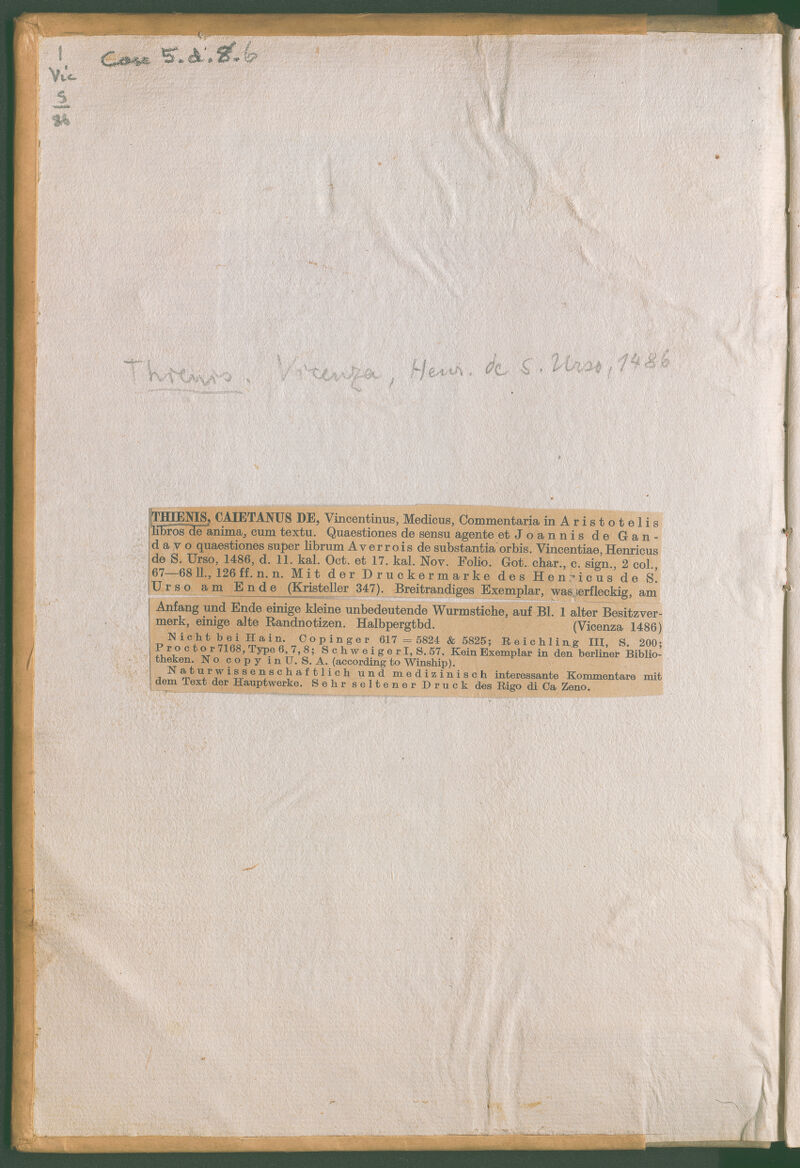 1
Vic
S
86
Case 5.d.8.6
Thienis. Vicenza, Henr. de S. Urso, 1486
THIENIS, CAIETANUS DE, Vincentinus, Medicus, Commentaria in Aristotelis
libros de anima, cum textu. Quaestiones de sensu agente et Joannis de Gan-
davo quaestiones super librum Averrois de substantia orbis. Vincentiae, Henricus
de S. Urso, 1486, d. 11. kal. Oct. et 17. kal. Nov. Folio. Got. char., c. sign., 2 col.,
67—68 ll., 126 ff. n. n. Mit der Druckermarke des Henricus de S.
Urso am Ende (Kristeller 347). Breitrandiges Exemplar, wasserfleckig, am
Anfang und Ende einige kleine unbedeutende Wurmstiche, auf Bl. 1 alter Besitzver-
merk, einige alte Randnotizen. Halbpergtbd. (Vicenza 1486)
Nicht bei Hain. Copinger 617 = 5824 & 5825; Reichling III, S. 200;
Proctor 7168, Type 6, 7, 8; Schweiger I, S. 57. Kein Exemplar in den berliner Biblio-
theken. No copy in U. S. A. (according to Winship).
Naturwissenschaftlich und medizinisch interessante Kommentare mit
dem Text der Hauptwerke. Sehr seltener Druck des Rigo di Ca Zeno.